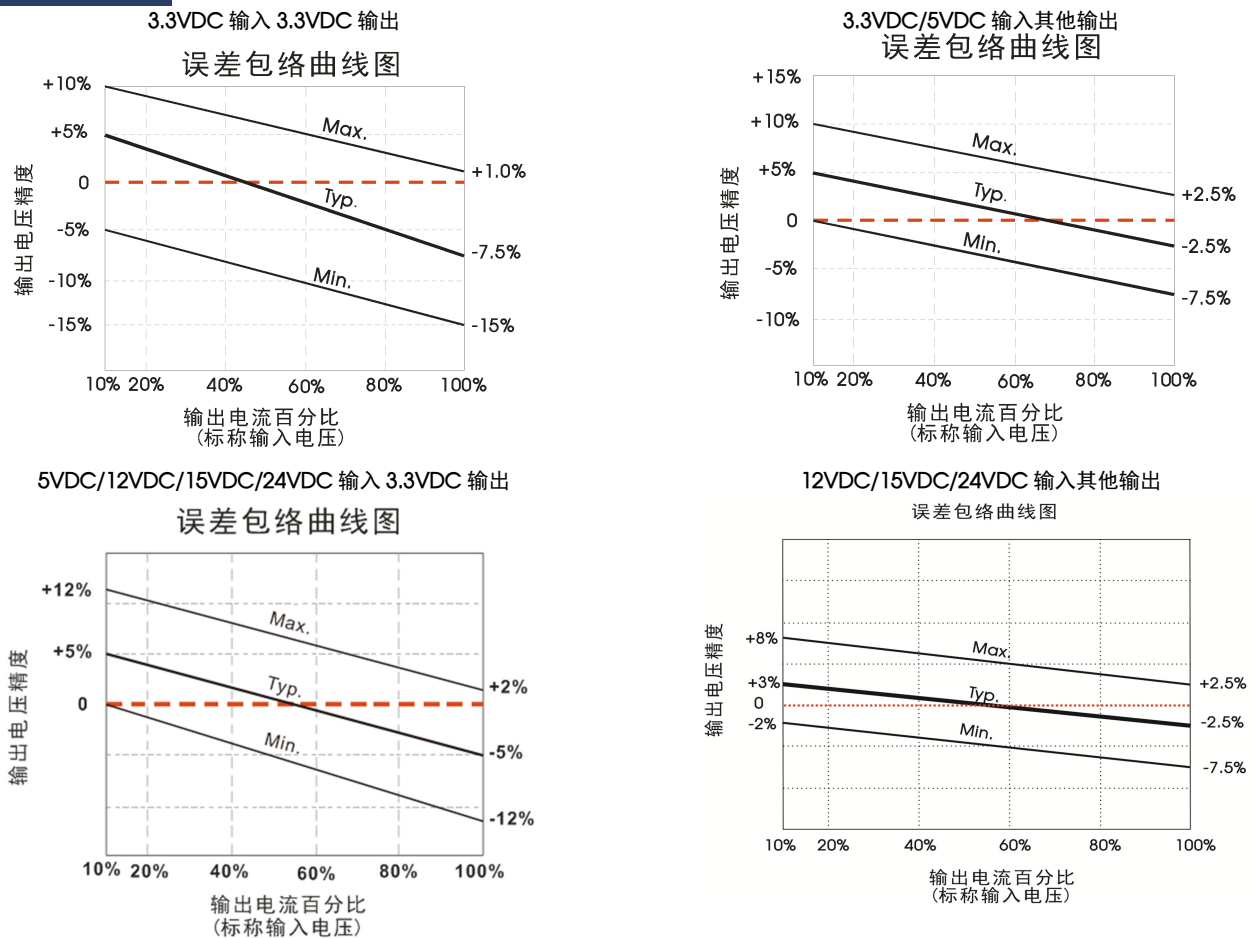 3.3VDC 输入 3.3VDC 输出
误差包络曲线图
+10%
+5%
0
-5%
-10%
-15%
输出电压精度
Max.
Typ.
Min.
+1.0%
-7.5%
-15%
10% 20% 40% 60% 80% 100%
输出电流百分比
(标称输入电压)
3.3VDC/5VDC 输入其他输出
误差包络曲线图
+15%
+10%
+5%
0
-5%
-10%
输出电压精度
Max.
Typ.
Min.
+2.5%
-2.5%
-7.5%
10% 20% 40% 60% 80% 100%
输出电流百分比
(标称输入电压)
5VDC/12VDC/15VDC/24VDC 输入 3.3VDC 输出
误差包络曲线图
+12%
+5%
0
输出电压精度
Max.
Typ.
Min.
+2%
-5%
-12%
10% 20% 40% 60% 80% 100%
输出电流百分比
(标称输入电压)
12VDC/15VDC/24VDC 输入其他输出
误差包络曲线图
+8%
+3%
0
-2%
输出电压精度
Max.
Typ.
Min.
+2.5%
-2.5%
-7.5%
10% 20% 40% 60% 80% 100%
输出电流百分比
(标称输入电压)